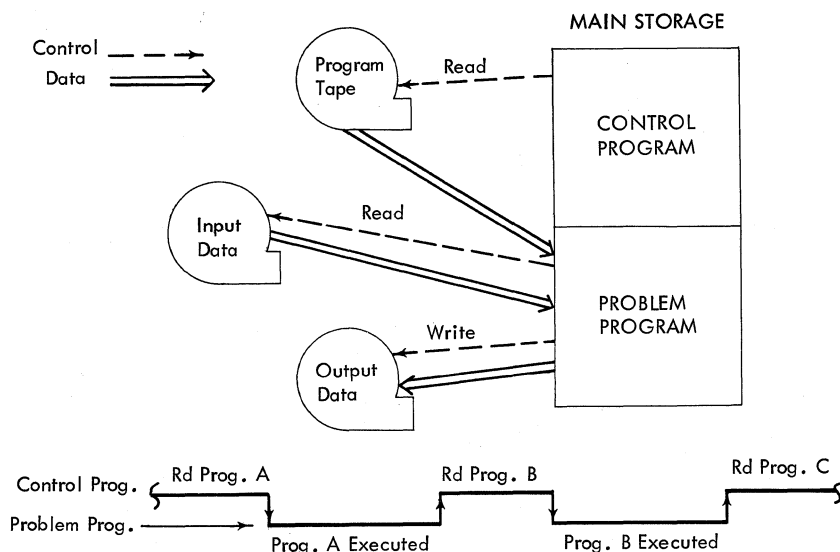 MAIN STORAGE
Control
Data
Program
Tape
Read
CONTROL
PROGRAM
Input
Data
Read
PROBLEM
PROGRAM
Write
Output
Data
Control Prog.
Rd Prog. A
Rd Prog. B
Rd Prog. C
Problem Prog.
Prog. A Executed
Prog. B Executed